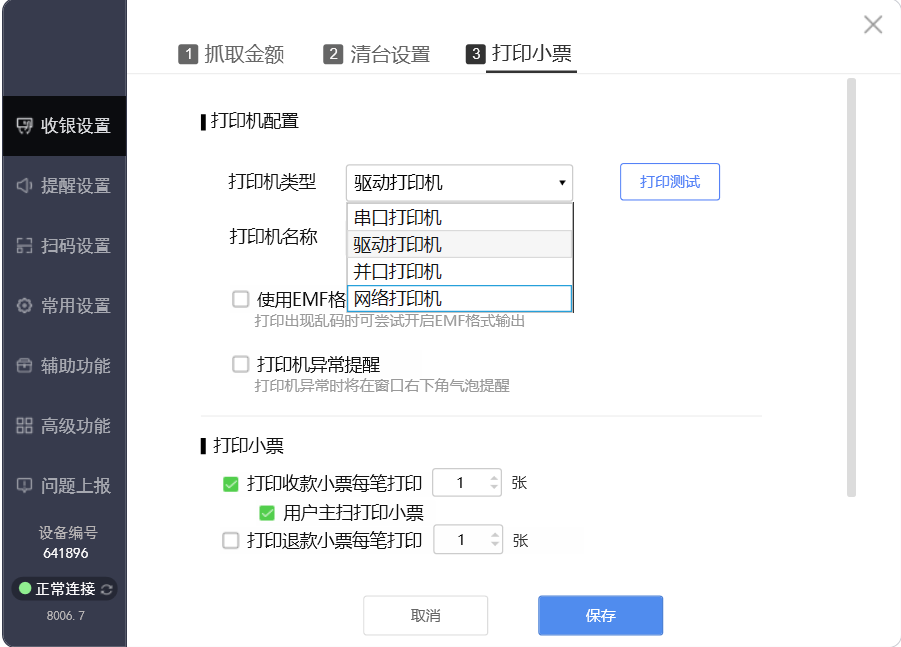 1 抓取金额 2 清台设置 3 打印小票
收银设置
提醒设置
扫码设置
常用设置
辅助功能
高级功能
问题上报
设备编号
641896
正常连接
8006.7
打印机配置
打印机类型 驱动打印机 打印测试
串口打印机
驱动打印机
并口打印机
网络打印机
打印机名称
使用EMF格
打印出现乱码时可尝试开启EMF格式输出
打印机异常提醒
打印机异常时将在窗口右下角气泡提醒
打印小票
打印收款小票每笔打印 1 张
用户主扫打印小票
打印退款小票每笔打印 1 张
取消 保存